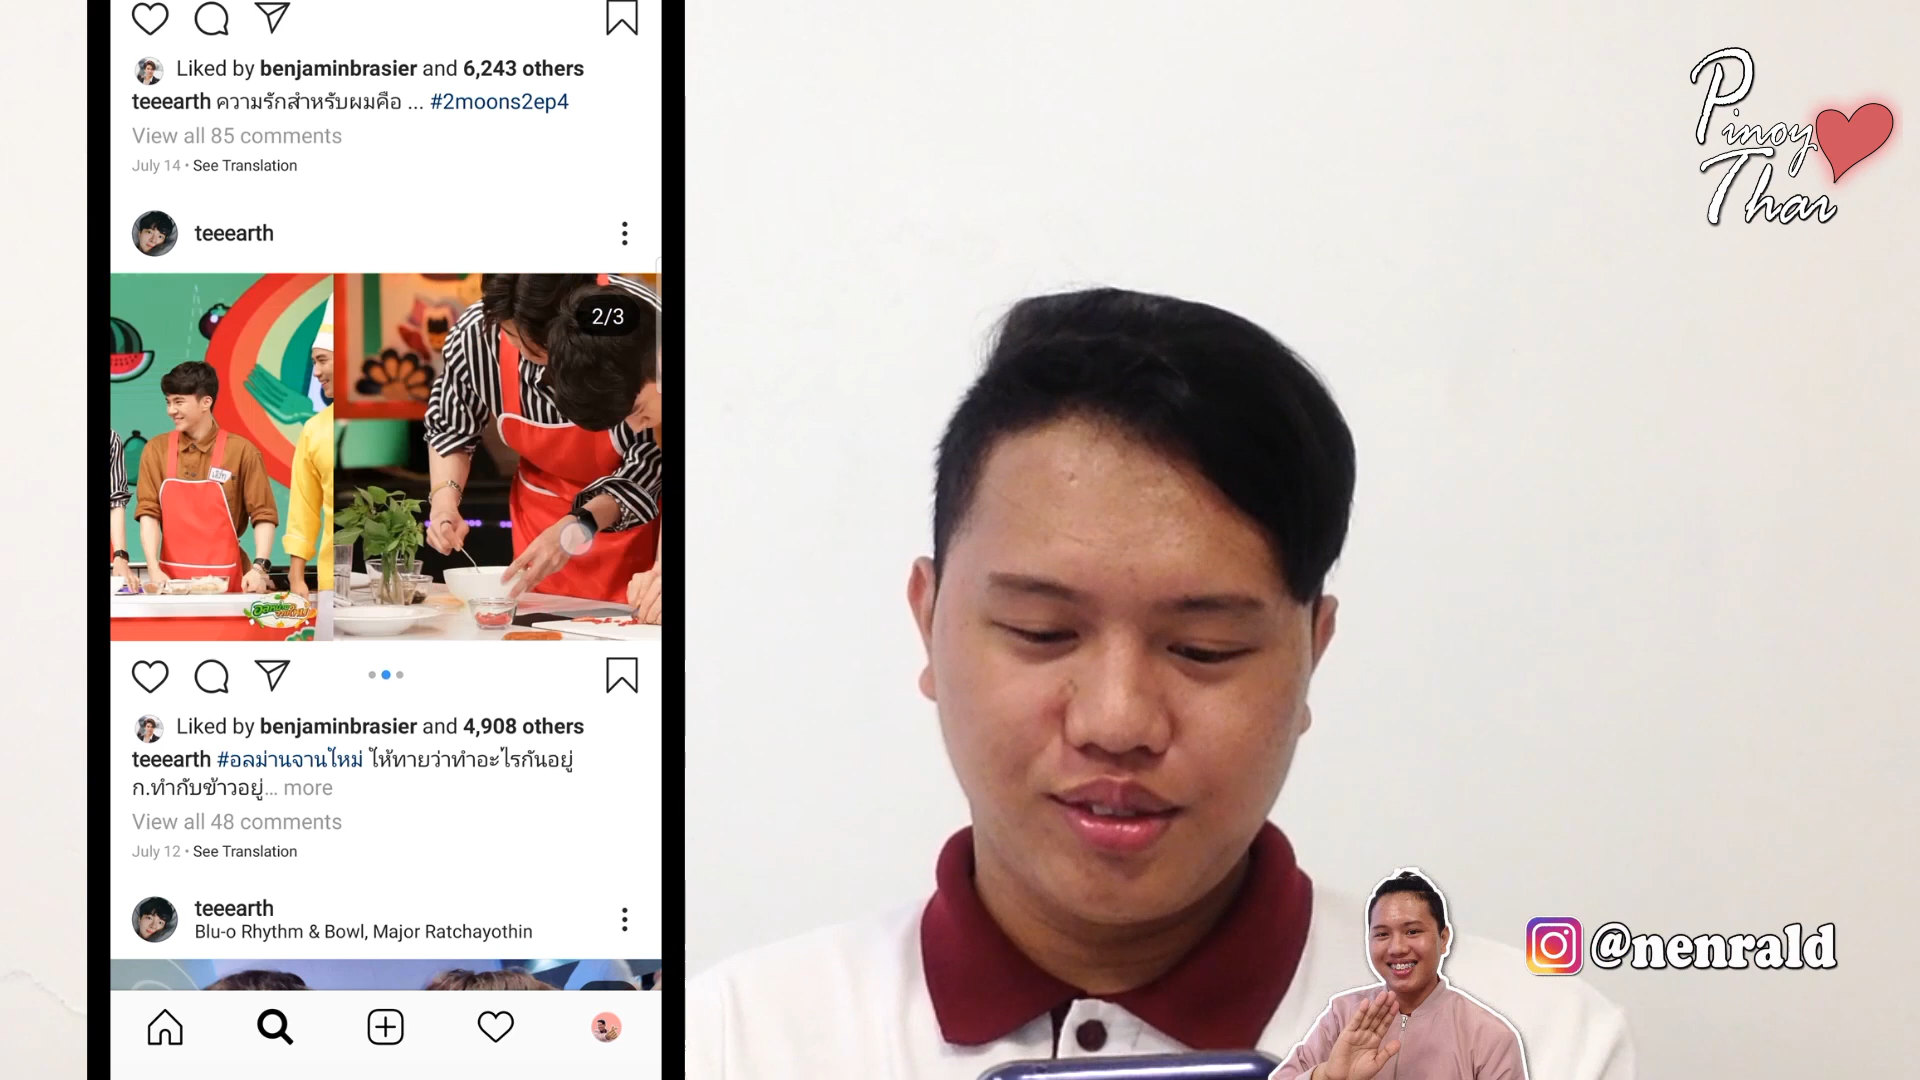 Liked by benjaminbrasier and 6,243 others
teeearth ความรักสำหรับผมคือ ... #2moons2ep4
View all 85 comments
July 14 • See Translation
teeearth
2/3
Liked by benjaminbrasier and 4,908 others
teeearth #อลม่านจานใหม่ ให้ทายว่าทำอะไรกันอยู่
ก.ทำกับข้าวอยู่... more
View all 48 comments
July 12 • See Translation
teeearth
Blu-o Rhythm & Bowl, Major Ratchayothin
Pinoy
Thai
@nenrald